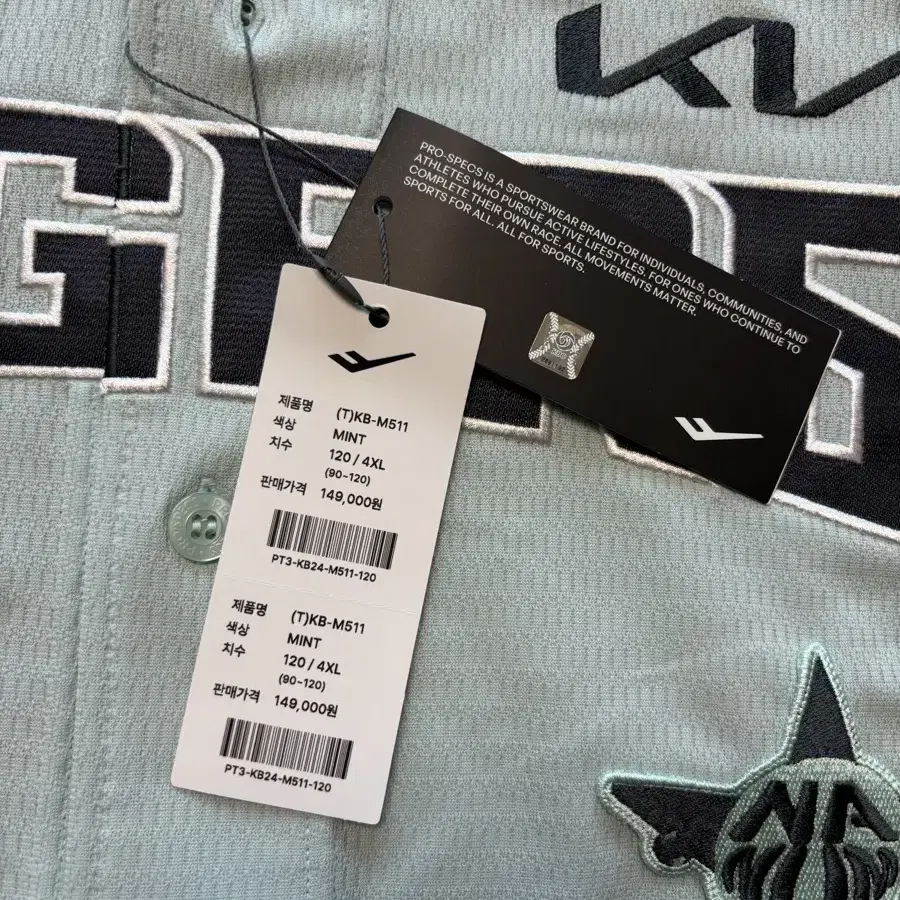 KIA
GERS
PRO-SPECS IS A SPORTSWEAR BRAND FOR INDIVIDUALS, COMMUNITIES, AND
ATHLETES WHO PURSUE ACTIVE LIFESTYLES. FOR ONES WHO CONTINUE TO
COMPLETE THEIR OWN RACE. ALL MOVEMENTS MATTER.
SPORTS FOR ALL. ALL FOR SPORTS.
제품명 (T)KB-M511
색상 MINT
치수 120 / 4XL
(90~120)
판매가격 149,000원
PT3-KB24-M511-120
제품명 (T)KB-M511
색상 MINT
치수 120 / 4XL
(90~120)
판매가격 149,000원
PT3-KB24-M511-120